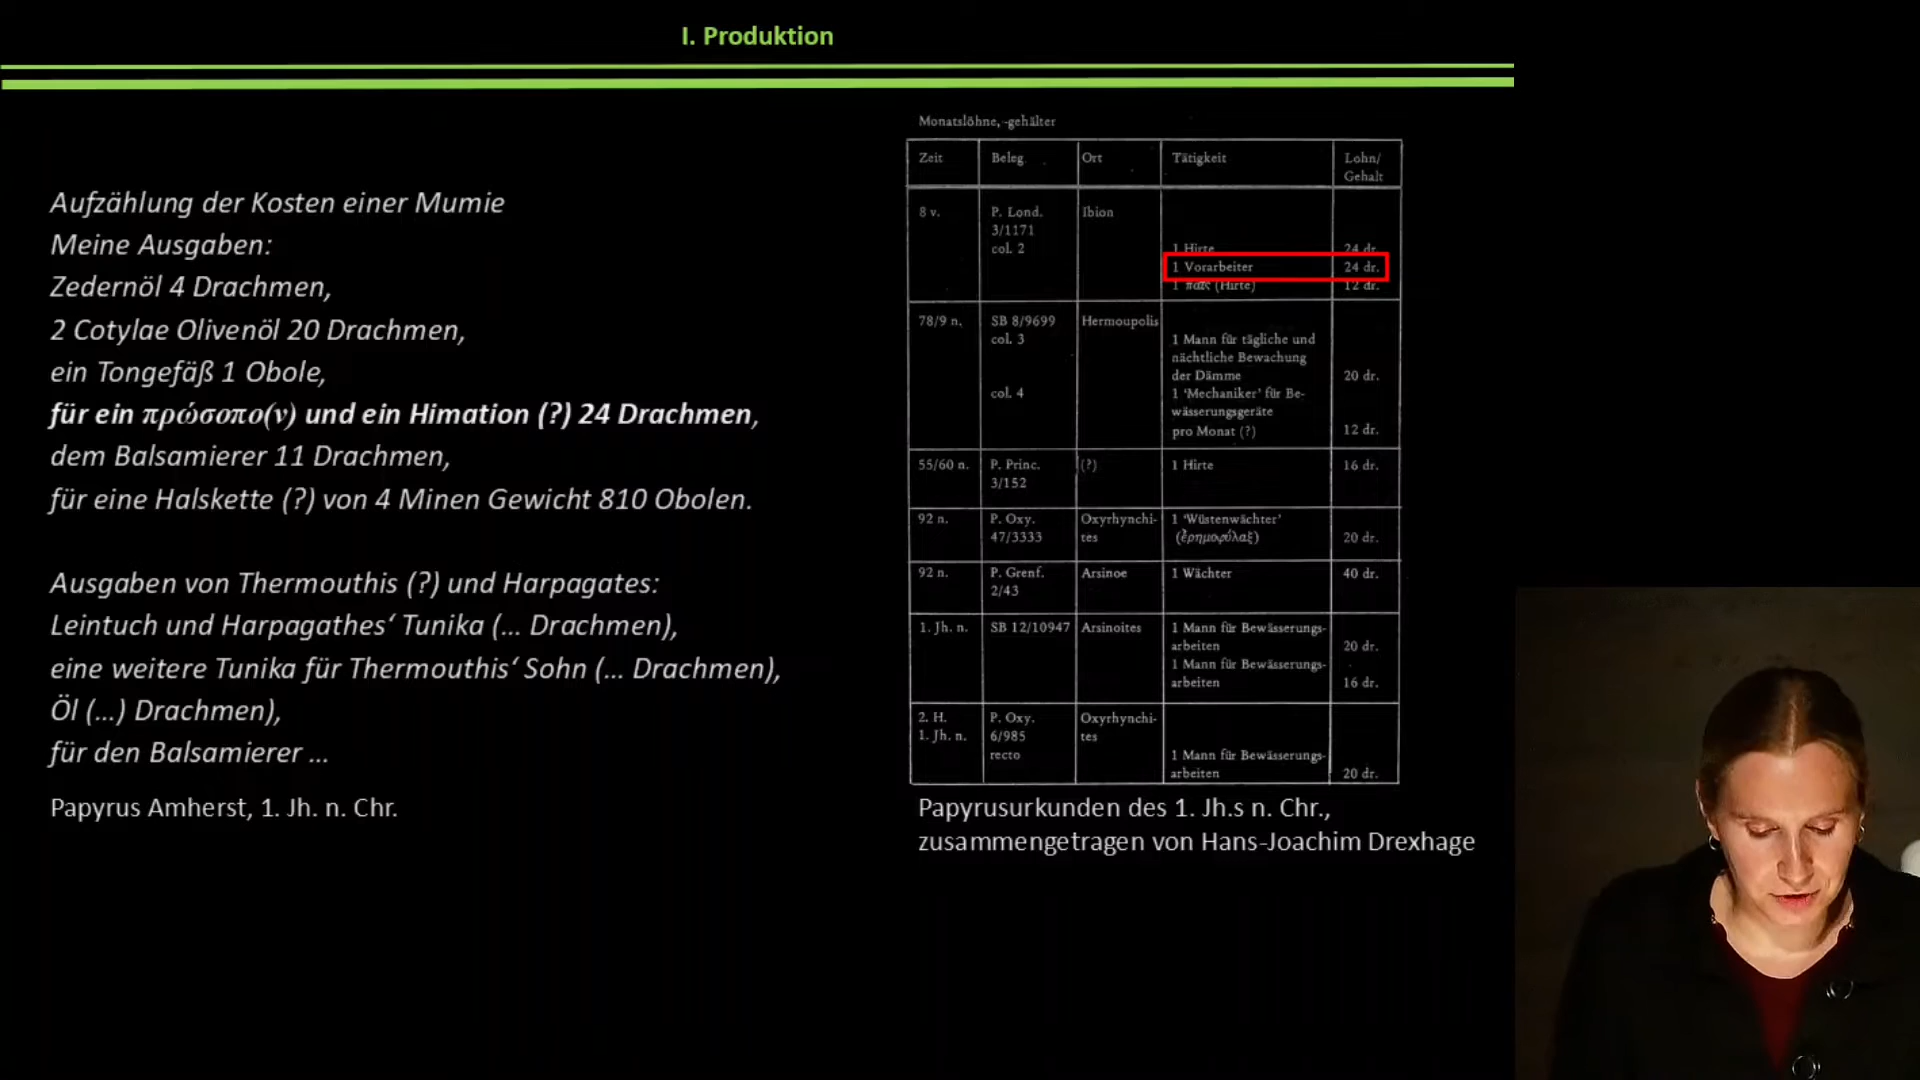 I. Produktion
Aufzählung der Kosten einer Mumie
Meine Ausgaben:
Zedernöl 4 Drachmen,
2 Cotylae Olivenöl 20 Drachmen,
ein Tongefäß 1 Obole,
für ein πρώσοπο(ν) und ein Himation (?) 24 Drachmen,
dem Balsamierer 11 Drachmen,
für eine Halskette (?) von 4 Minen Gewicht 810 Obolen.
Ausgaben von Thermouthis (?) und Harpagates:
Leintuch und Harpagathes‘ Tunika (… Drachmen),
eine weitere Tunika für Thermouthis‘ Sohn (… Drachmen),
Öl (…) Drachmen),
für den Balsamierer …
Papyrus Amherst, 1. Jh. n. Chr.
Monatslöhne, -gehälter
Zeit Beleg Ort Tätigkeit Lohn/
Gehalt
8 v. P. Lond. Ibion
3/1171
col. 2 1 Hirte 24 dr.
1 Vorarbeiter 24 dr.
1 παῖς (Hirte) 12 dr.
78/9 n. SB 8/9699 Hermoupolis
col. 3 1 Mann für tägliche und
nächtliche Bewachung
der Dämme 20 dr.
col. 4 1 ‘Mechaniker’ für Be-
wässerungsgeräte
pro Monat (?) 12 dr.
55/60 n. P. Princ. (?) 1 Hirte 16 dr.
3/152
92 n. P. Oxy. Oxyrhynchi- 1 ‘Wüstenwächter’
47/3333 tes (ἐρημοφύλαξ) 20 dr.
92 n. P. Grenf. Arsinoe 1 Wächter 40 dr.
2/43
1. Jh. n. SB 12/10947 Arsinoites 1 Mann für Bewässerungs-
arbeiten 20 dr.
1 Mann für Bewässerungs-
arbeiten 16 dr.
2. H. P. Oxy. Oxyrhynchi-
1. Jh. n. 6/985 tes
recto 1 Mann für Bewässerungs-
arbeiten 20 dr.
Papyrusurkunden des 1. Jh.s n. Chr.,
zusammengetragen von Hans-Joachim Drexhage